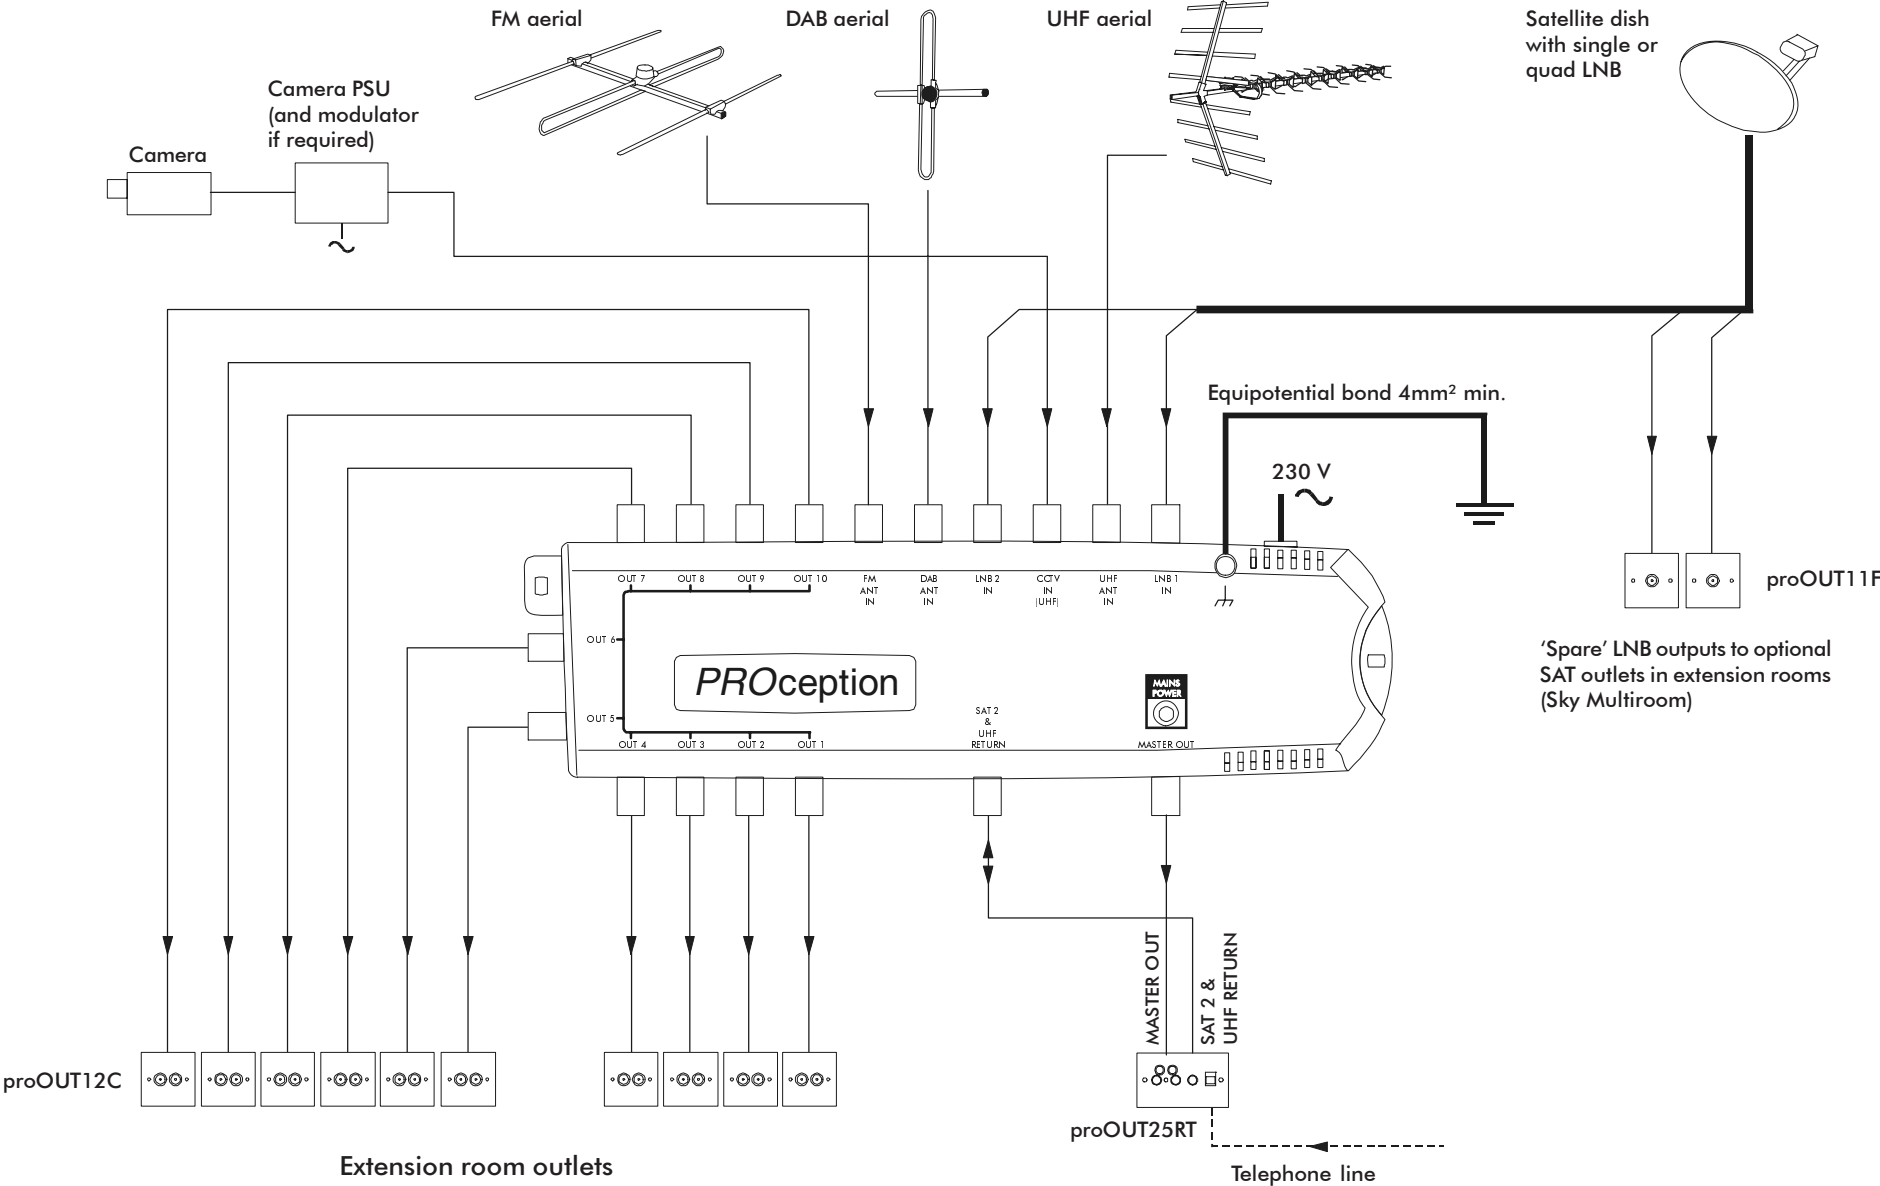 FM aerial
DAB aerial
UHF aerial
Satellite dish
with single or
quad LNB
Camera PSU
(and modulator
if required)
Camera
Equipotential bond 4mm² min.
230 V
OUT 7
OUT 8
OUT 9
OUT 10
FM
ANT
IN
DAB
ANT
IN
LNB 2
IN
CCTV
IN
|UHF|
UHF
ANT
IN
LNB 1
IN
proOUT11F
OUT 6
‘Spare’ LNB outputs to optional
SAT outlets in extension rooms
(Sky Multiroom)
PROception
MAINS
POWER
OUT 5
SAT 2
&
UHF
RETURN
OUT 4
OUT 3
OUT 2
OUT 1
MASTER OUT
MASTER OUT
SAT 2 &
UHF RETURN
proOUT12C
proOUT25RT
Extension room outlets
Telephone line